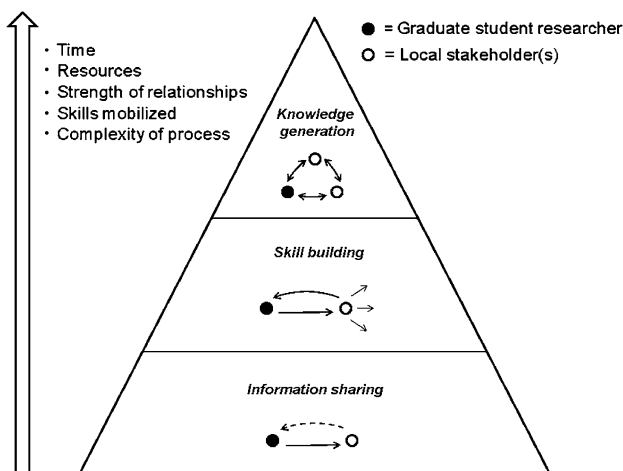 · Time
· Resources
· Strength of relationships
· Skills mobilized
· Complexity of process
= Graduate student researcher
= Local stakeholder(s)
Knowledge
generation
Skill building
Information sharing